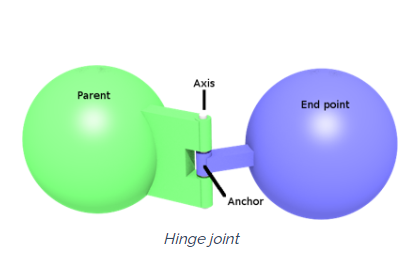 Axis
Parent
End point
Anchor
Hinge joint